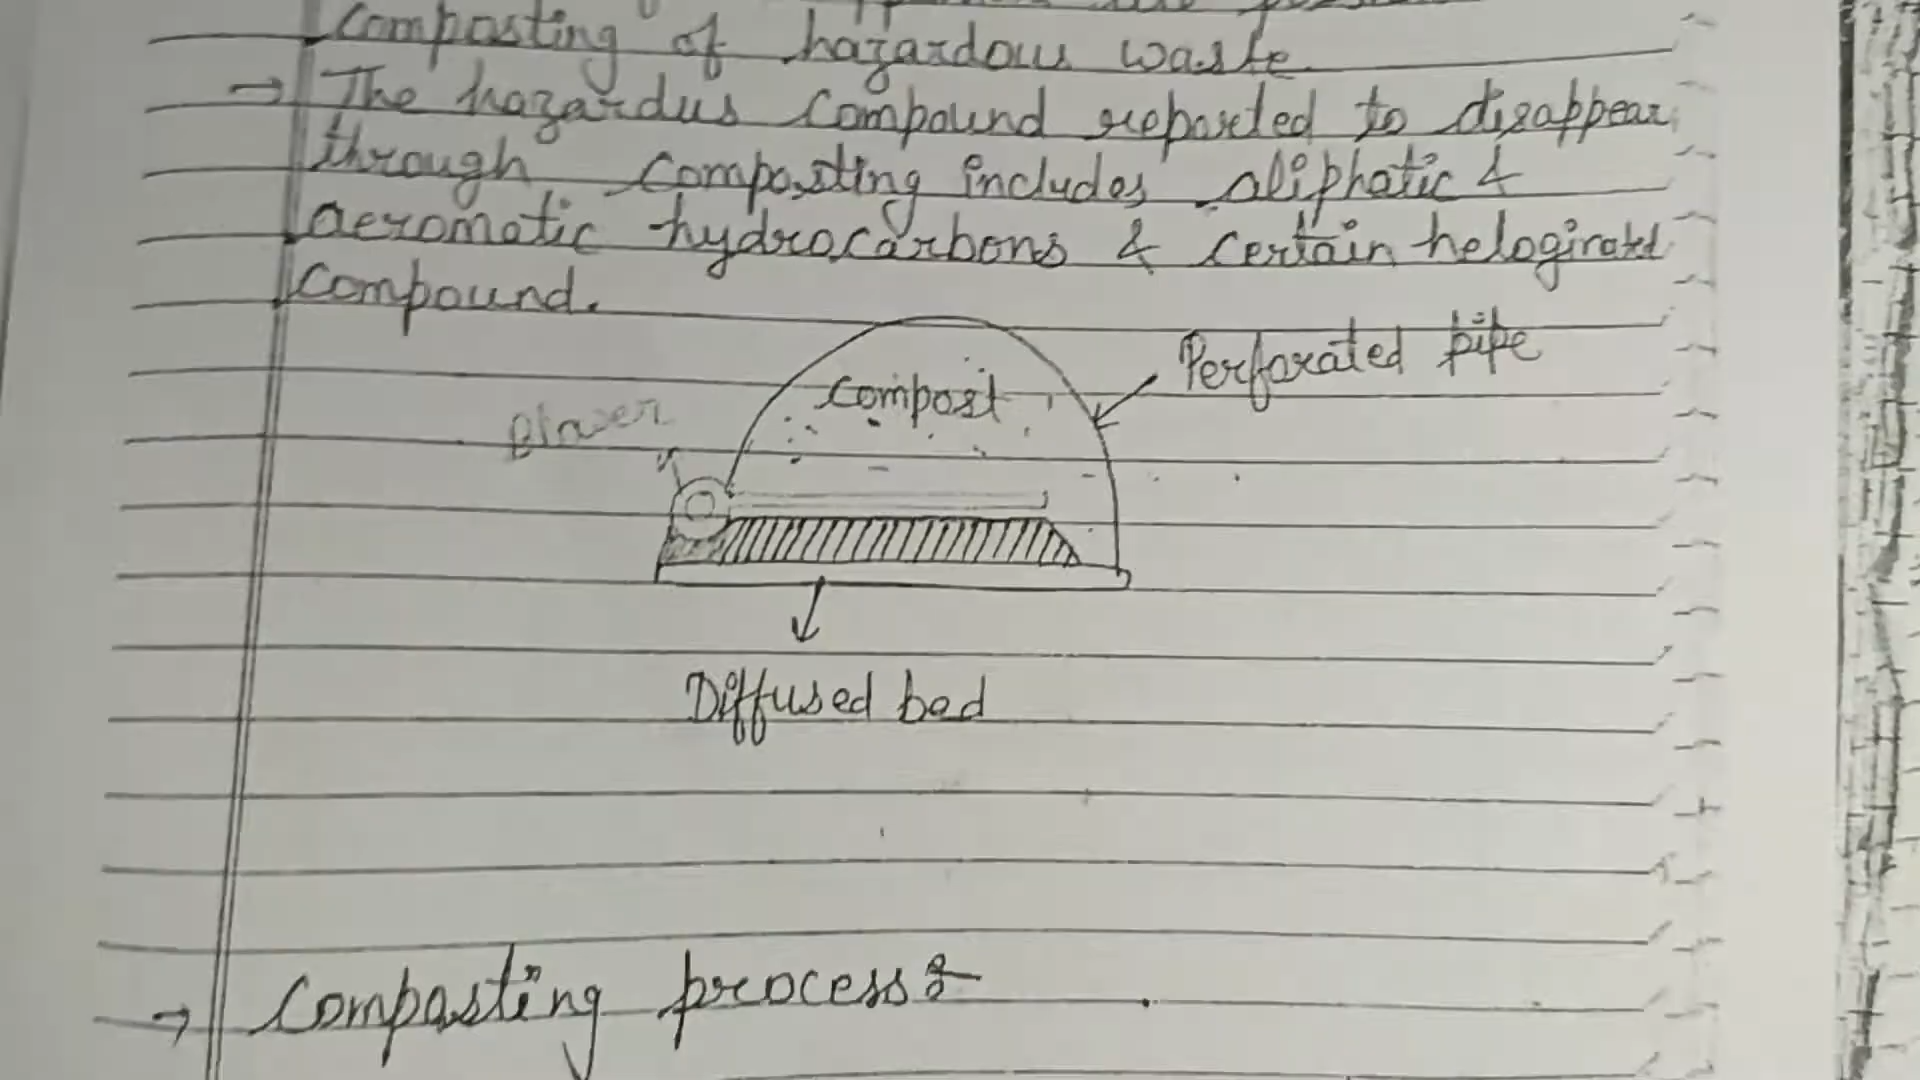 composting of hazardous waste
→ The hazardus compound reported to disappear
through composting includes aliphatic &
aeromatic hydrocarbons & certain helogirated
compound.
Perforated pipe
compost
Blower
Diffused bed
→ Composting process :-